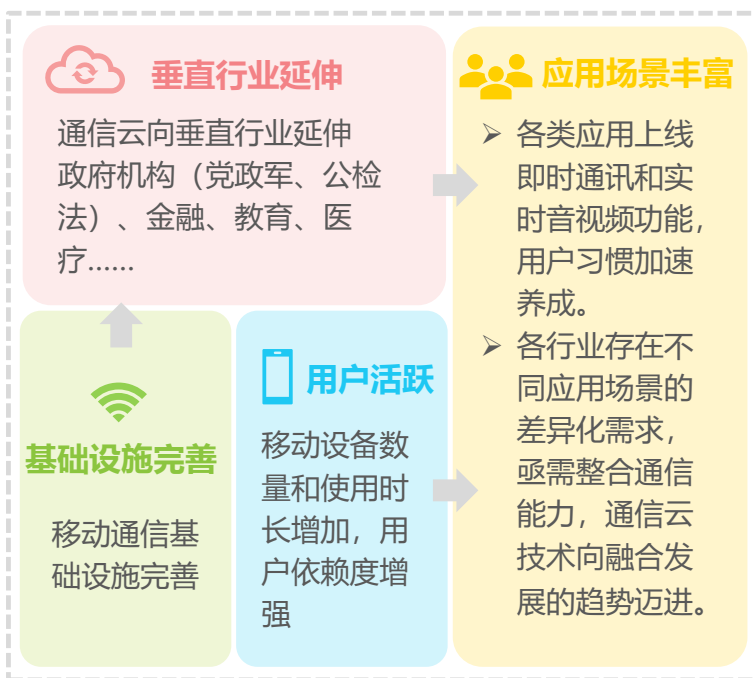 垂直行业延伸
通信云向垂直行业延伸
政府机构（党政军、公检
法）、金融、教育、医
疗……
基础设施完善
移动通信基
础设施完善
用户活跃
移动设备数
量和使用时
长增加，用
户依赖度增
强
应用场景丰富
➢ 各类应用上线
即时通讯和实
时音视频功能，
用户习惯加速
养成。
➢ 各行业存在不
同应用场景的
差异化需求，
亟需整合通信
能力，通信云
技术向融合发
展的趋势迈进。